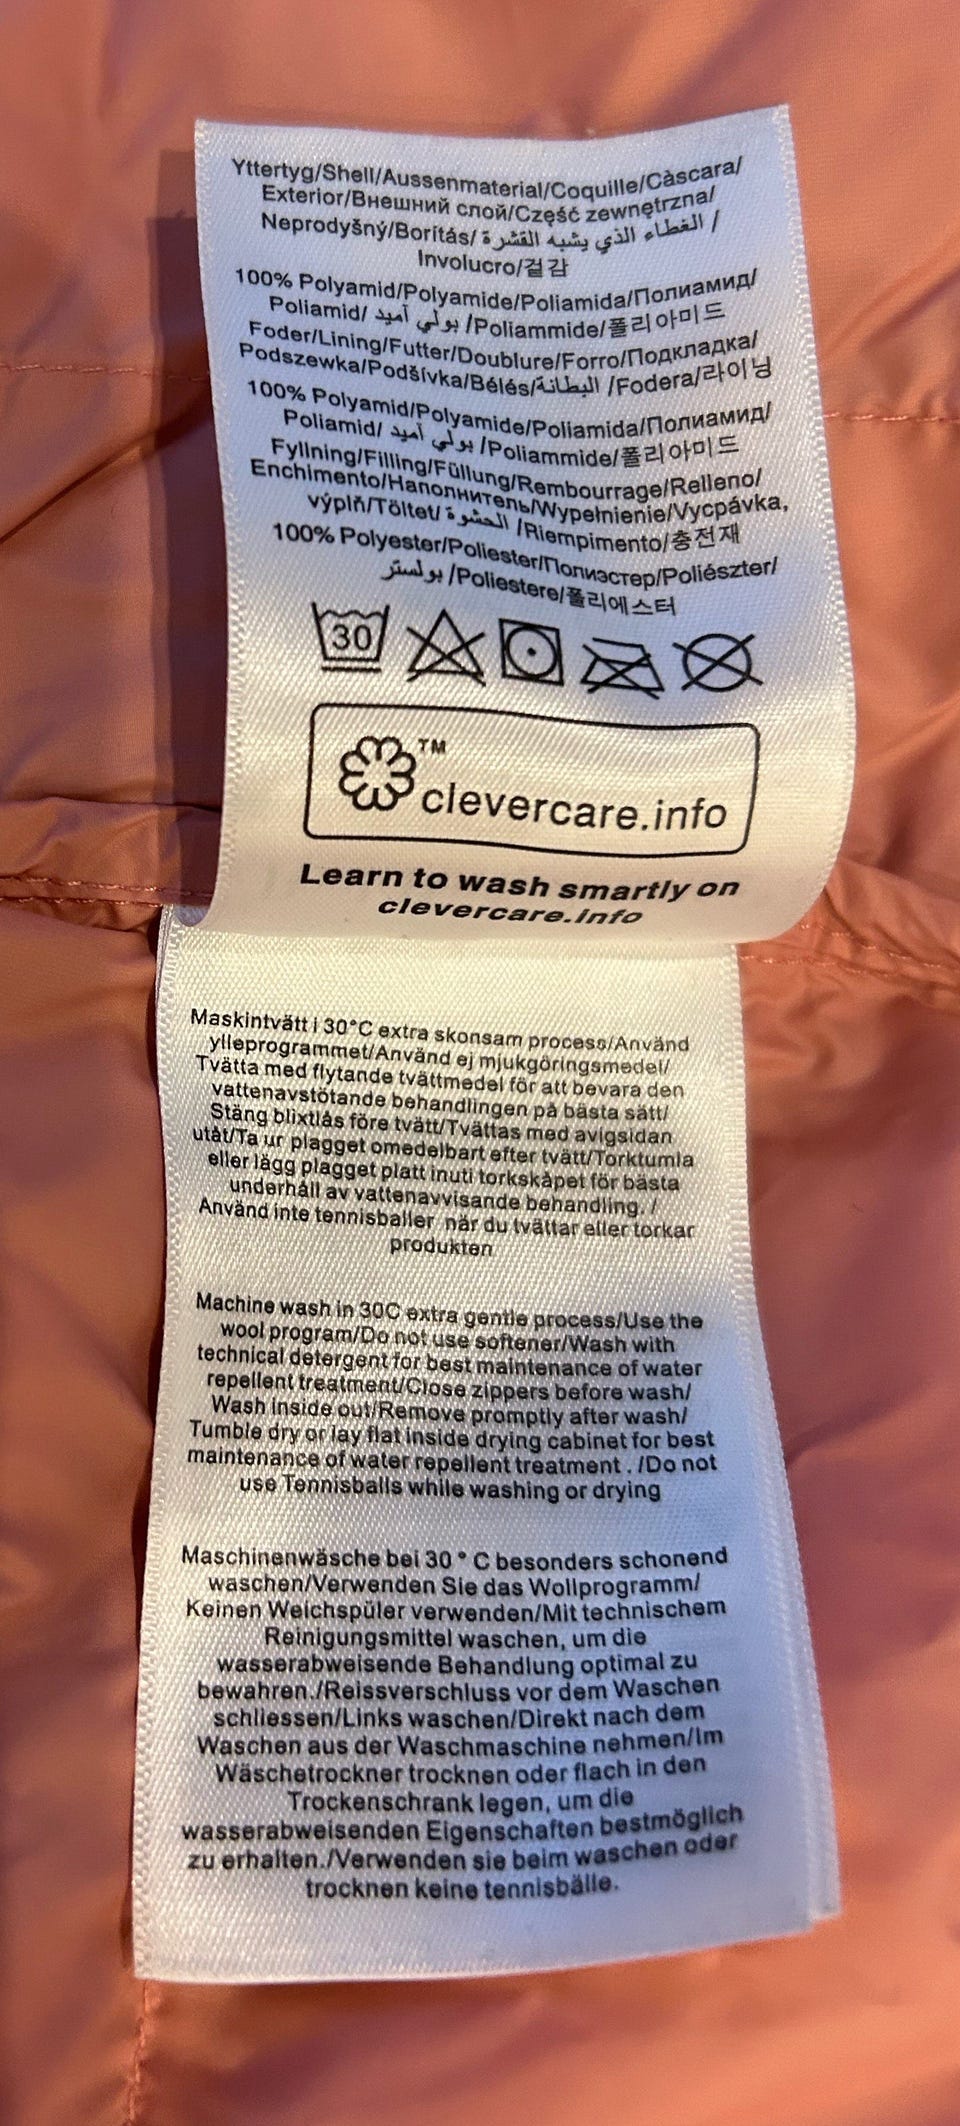 Yttertyg/Shell/Aussenmaterial/Coquille/Càscara/
Exterior/Внешний слой/Część zewnętrzna/
Neprodyšný/Borítás/ الغطاء الذي يشبه القشرة /
Involucro/겉감
100% Polyamid/Polyamide/Poliamida/Полиамид/
Poliamid/ بولي أميد /Poliammide/폴리아미드
Foder/Lining/Futter/Doublure/Forro/Подкладка/
Podszewka/Podšívka/Bélés/البطانة /Fodera/라이닝
100% Polyamid/Polyamide/Poliamida/Полиамид/
Poliamid/ بولي أميد /Poliammide/폴리아미드
Fyllning/Filling/Füllung/Rembourrage/Relleno/
Enchimento/Наполнитель/Wypełnienie/Vycpávka,
výplň/Töltet/ الحشوة /Riempimento/충전재
100% Polyester/Poliester/Полиэстер/Poliészter/
بولستر /Poliestere/폴리에스터
30
TM
clevercare.info
Learn to wash smartly on
clevercare.info
Maskintvätt i 30°C extra skonsam process/Använd
ylleprogrammet/Använd ej mjukgöringsmedel/
Tvätta med flytande tvättmedel för att bevara den
vattenavstötande behandlingen på bästa sätt/
Stäng blixtlås före tvätt/Tvättas med avigsidan
utåt/Ta ur plagget omedelbart efter tvätt/Torktumla
eller lägg plagget platt inuti torkskåpet för bästa
underhåll av vattenavvisande behandling. /
Använd inte tennisballer när du tvättar eller torkar
produkten
Machine wash in 30C extra gentle process/Use the
wool program/Do not use softener/Wash with
technical detergent for best maintenance of water
repellent treatment/Close zippers before wash/
Wash inside out/Remove promptly after wash/
Tumble dry or lay flat inside drying cabinet for best
maintenance of water repellent treatment . /Do not
use Tennisballs while washing or drying
Maschinenwäsche bei 30 ° C besonders schonend
waschen/Verwenden Sie das Wollprogramm/
Keinen Weichspüler verwenden/Mit technischem
Reinigungsmittel waschen, um die
wasserabweisende Behandlung optimal zu
bewahren./Reissverschluss vor dem Waschen
schliessen/Links waschen/Direkt nach dem
Waschen aus der Waschmaschine nehmen/Im
Wäschetrockner trocknen oder flach in den
Trockenschrank legen, um die
wasserabweisenden Eigenschaften bestmöglich
zu erhalten./Verwenden sie beim waschen oder
trocknen keine tennisbälle.